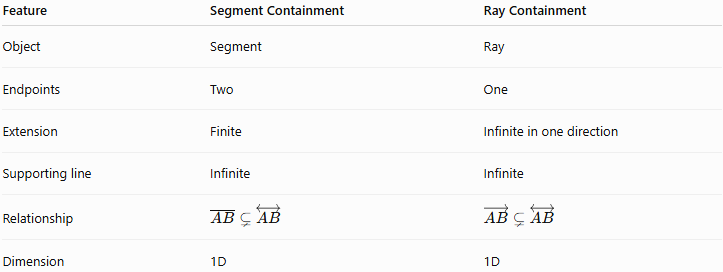 Feature Segment Containment Ray Containment
Object Segment Ray
Endpoints Two One
Extension Finite Infinite in one direction
Supporting line Infinite Infinite
Relationship $\overline{AB} \subsetneq \overleftrightarrow{AB}$ $\overrightarrow{AB} \subsetneq \overleftrightarrow{AB}$
Dimension 1D 1D